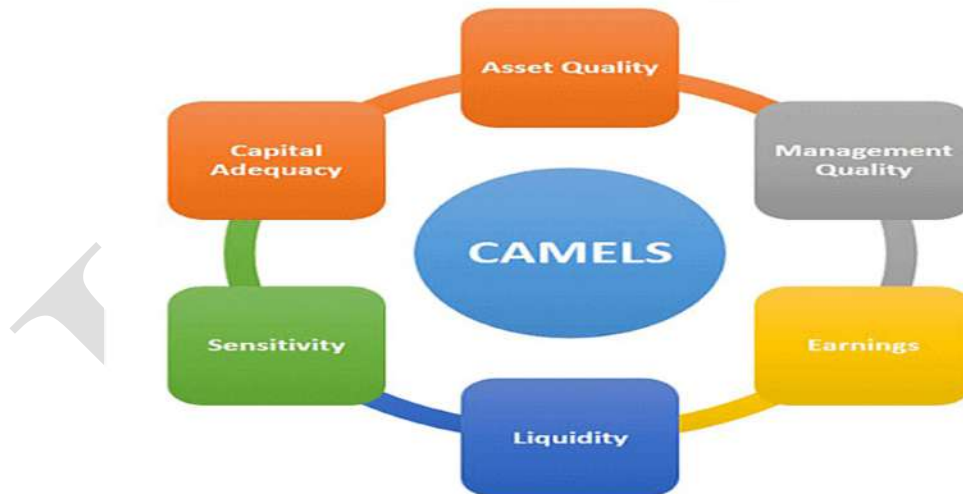 Asset Quality
Capital
Adequacy
Management
Quality
CAMELS
Sensitivity
Earnings
Liquidity